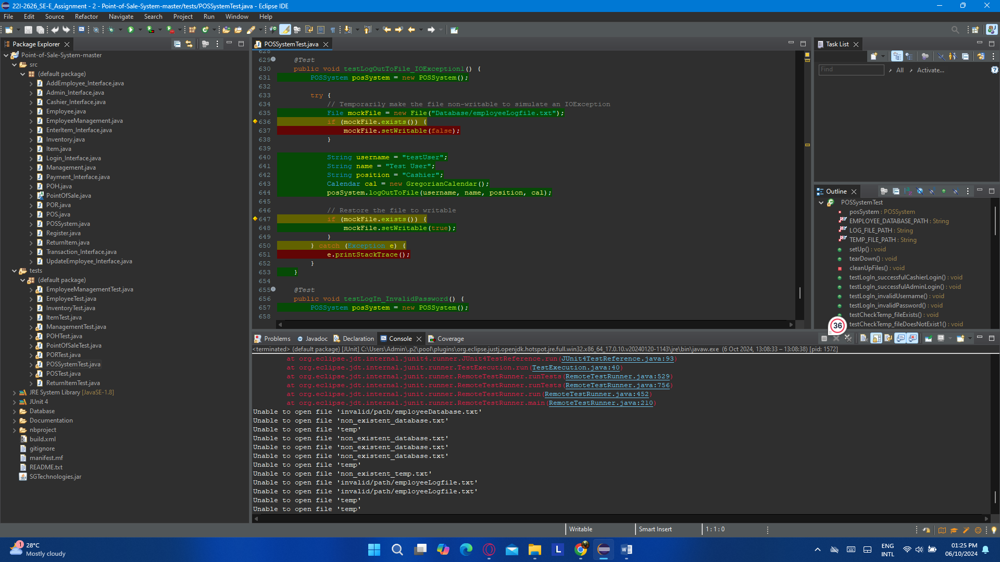 22I-2626_SE-E_Assignment - 2 - Point-of-Sale-System-master/tests/POSSystemTest.java - Eclipse IDE
File Edit Source Refactor Navigate Search Project Run Window Help
Package Explorer
Point-of-Sale-System-master
src
(default package)
AddEmployee_Interface.java
Admin_Interface.java
Cashier_Interface.java
Employee.java
EmployeeManagement.java
EnterItem_Interface.java
Inventory.java
Item.java
Login_Interface.java
Management.java
Payment_Interface.java
POH.java
PointOfSale.java
POR.java
POS.java
POSSystem.java
Register.java
ReturnItem.java
Transaction_Interface.java
UpdateEmployee_Interface.java
tests
(default package)
EmployeeManagementTest.java
EmployeeTest.java
InventoryTest.java
ItemTest.java
ManagementTest.java
POHTest.java
PointOfSaleTest.java
PORTest.java
POSSystemTest.java
POSTest.java
ReturnItemTest.java
JRE System Library [JavaSE-1.8]
JUnit 4
Database
Documentation
nbproject
build.xml
gitignore
manifest.mf
README.txt
SGTechnologies.jar
POSSystemTest.java
628
629 @Test
630 public void testLogOutToFile_IOException1() {
631 POSSystem posSystem = new POSSystem();
632
633 try {
634 // Temporarily make the file non-writable to simulate an IOException
635 File mockFile = new File("Database/employeeLogfile.txt");
636 if (mockFile.exists()) {
637 mockFile.setWritable(false);
638 }
639
640 String username = "testUser";
641 String name = "Test User";
642 String position = "Cashier";
643 Calendar cal = new GregorianCalendar();
644 posSystem.logOutToFile(username, name, position, cal);
645
646 // Restore the file to writable
647 if (mockFile.exists()) {
648 mockFile.setWritable(true);
649 }
650 } catch (Exception e) {
651 e.printStackTrace();
652 }
653 }
654
655 @Test
656 public void testLogIn_InvalidPassword() {
657 POSSystem posSystem = new POSSystem();
658
Task List
Find
All
Activate...
Outline
POSSystemTest
posSystem : POSSystem
EMPLOYEE_DATABASE_PATH : String
LOG_FILE_PATH : String
TEMP_FILE_PATH : String
setUp() : void
tearDown() : void
cleanUpFiles() : void
testLogIn_successfulCashierLogin() : void
testLogIn_successfulAdminLogin() : void
testLogIn_invalidUsername() : void
testLogIn_invalidPassword() : void
testCheckTemp_fileExists() : void
testCheckTemp_fileDoesNotExist1() : void
36
Problems Javadoc Declaration Console Coverage
<terminated> (default package) [JUnit] C:\Users\Admin\.p2\pool\plugins\org.eclipse.justj.openjdk.hotspot.jre.full.win32.x86_64_17.0.10.v20240120-1143\jre\bin\javaw.exe (6 Oct 2024, 13:08:33 – 13:08:38) [pid: 1572]
at org.eclipse.jdt.internal.junit4.runner.JUnit4TestReference.run(JUnit4TestReference.java:93)
at org.eclipse.jdt.internal.junit.runner.TestExecution.run(TestExecution.java:40)
at org.eclipse.jdt.internal.junit.runner.RemoteTestRunner.runTests(RemoteTestRunner.java:529)
at org.eclipse.jdt.internal.junit.runner.RemoteTestRunner.runTests(RemoteTestRunner.java:756)
at org.eclipse.jdt.internal.junit.runner.RemoteTestRunner.run(RemoteTestRunner.java:452)
at org.eclipse.jdt.internal.junit.runner.RemoteTestRunner.main(RemoteTestRunner.java:210)
Unable to open file 'invalid/path/employeeDatabase.txt'
Unable to open file 'non_existent_database.txt'
Unable to open file 'temp'
Unable to open file 'non_existent_database.txt'
Unable to open file 'non_existent_database.txt'
Unable to open file 'non_existent_database.txt'
Unable to open file 'temp'
Unable to open file 'non_existent_temp.txt'
Unable to open file 'invalid/path/employeeLogfile.txt'
Unable to open file 'invalid/path/employeeLogfile.txt'
Unable to open file 'temp'
Unable to open file 'temp'
Writable
Smart Insert
1 : 1 : 0
1
28°C
Mostly cloudy
ENG
INTL
01:25 PM
06/10/2024